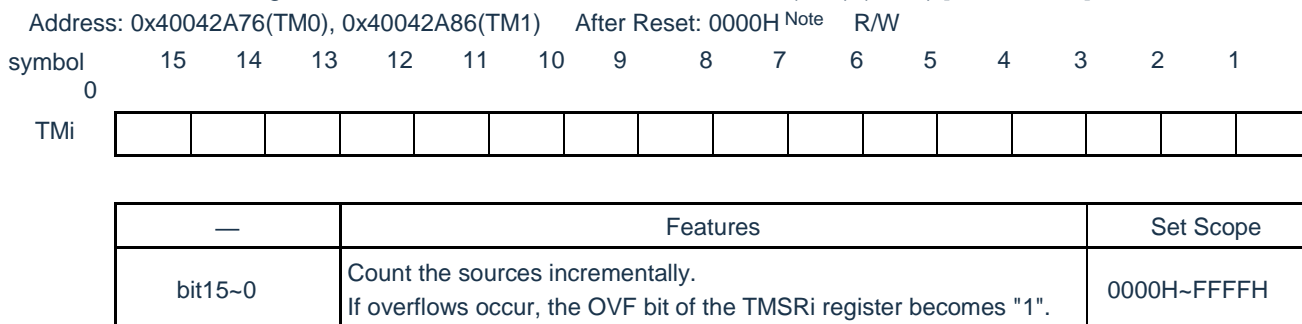 Address: 0x40042A76(TM0), 0x40042A86(TM1) After Reset: 0000H Note R/W
symbol 15 14 13 12 11 10 9 8 7 6 5 4 3 2 1
0
TMi
— Features Set Scope
bit15~0 Count the sources incrementally. 0000H~FFFFH
If overflows occur, the OVF bit of the TMSRi register becomes "1".